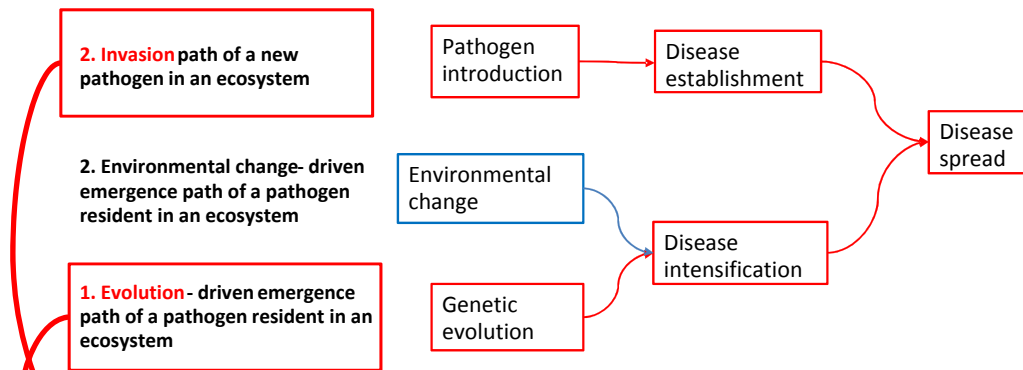 2. Invasion path of a new
pathogen in an ecosystem
Pathogen
introduction
Disease
establishment
Disease
spread
2. Environmental change- driven
emergence path of a pathogen
resident in an ecosystem
Environmental
change
Disease
intensification
1. Evolution - driven emergence
path of a pathogen resident in an
ecosystem
Genetic
evolution